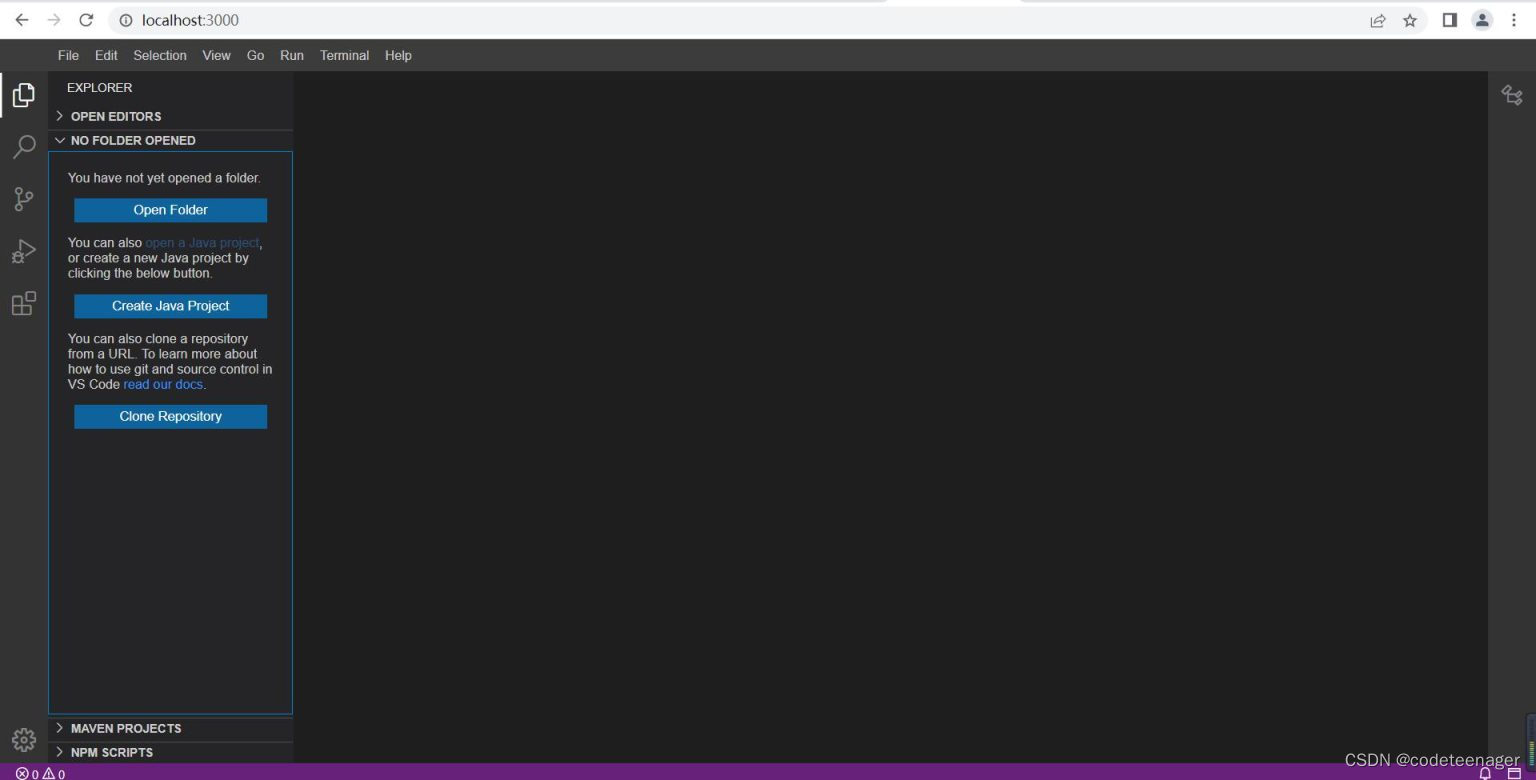 localhost:3000
File Edit Selection View Go Run Terminal Help
EXPLORER
OPEN EDITORS
NO FOLDER OPENED
You have not yet opened a folder.
Open Folder
You can also open a Java project,
or create a new Java project by
clicking the below button.
Create Java Project
You can also clone a repository
from a URL. To learn more about
how to use git and source control in
VS Code read our docs.
Clone Repository
MAVEN PROJECTS
NPM SCRIPTS
0 0
CSDN @codeteenager